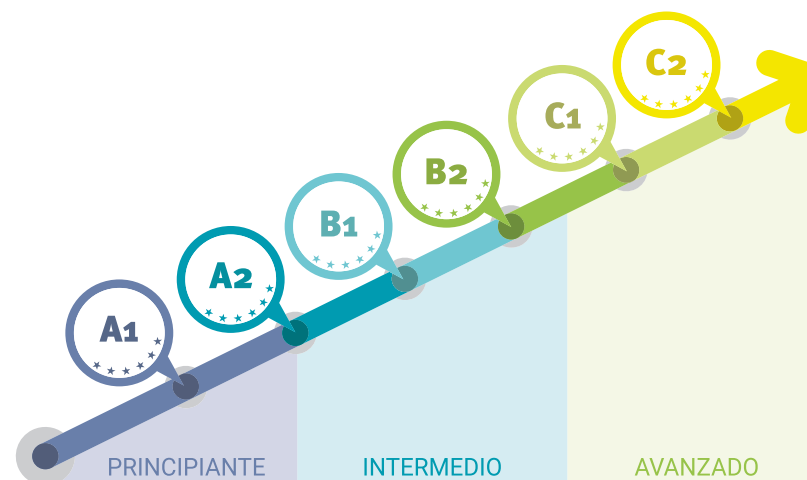 C2
C1
B2
B1
A2
A1
PRINCIPIANTE
INTERMEDIO
AVANZADO